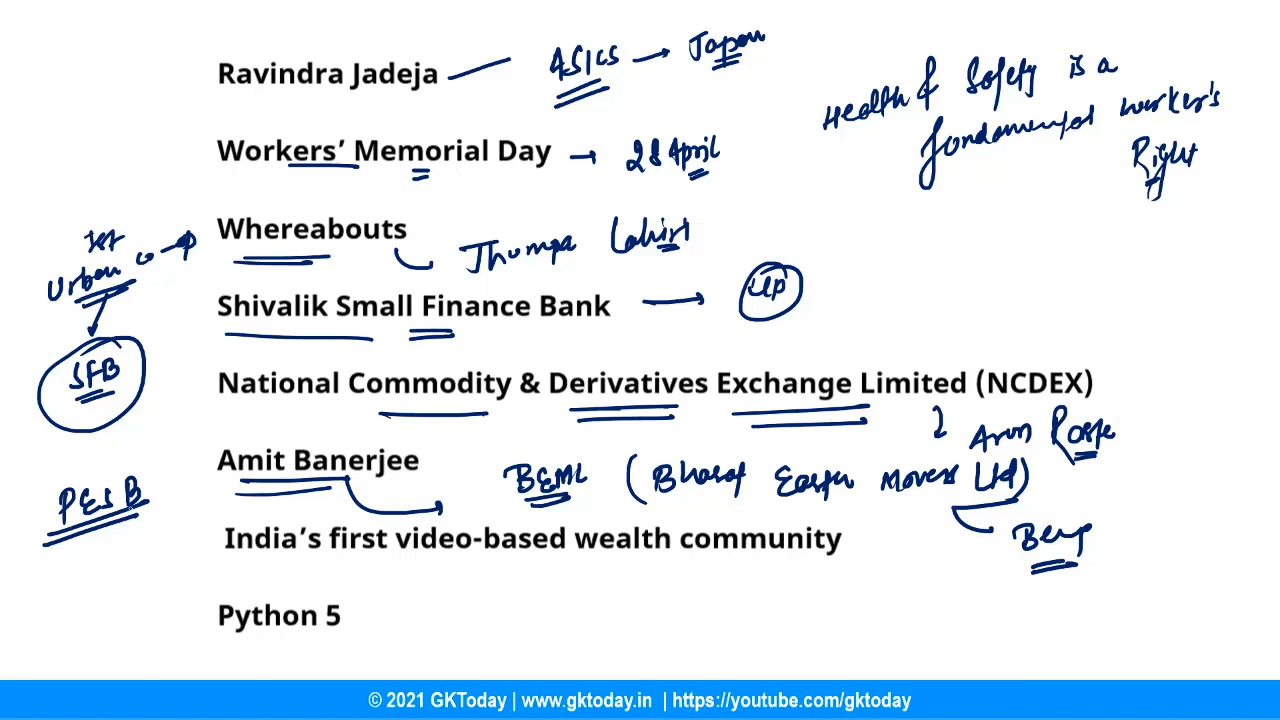 Ravindra Jadeja — ASICS → Japan
Health & Safety is a
fundamental worker's
Right
Workers’ Memorial Day → 28 April
Whereabouts
Jhumpa Lahiri
1st
Urban co →
Shivalik Small Finance Bank → UP
SFB
National Commodity & Derivatives Exchange Limited (NCDEX)
Arun Raste
Amit Banerjee
BEML (Bharat Earth Movers Ltd)
PESB
India’s first video-based wealth community
Beng
Python 5
© 2021 GKToday | www.gktoday.in | https://youtube.com/gktoday